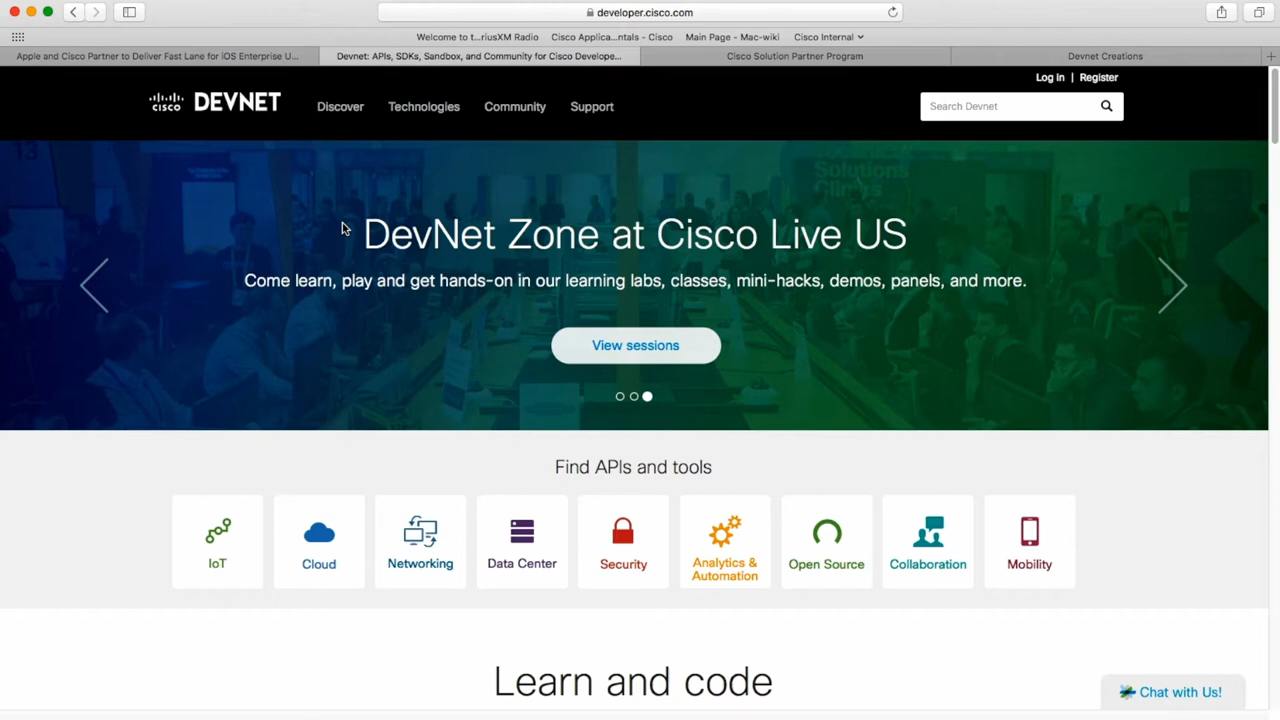 developer.cisco.com
Welcome to t...riusXM Radio Cisco Applica...ntals - Cisco Main Page - Mac-wiki Cisco Internal
Apple and Cisco Partner to Deliver Fast Lane for iOS Enterprise U... Devnet: APIs, SDKs, Sandbox, and Community for Cisco Develope... Cisco Solution Partner Program Devnet Creations
Log in | Register
CISCO DEVNET Discover Technologies Community Support Search Devnet
13
Solutions
Clinics
DevNet Zone at Cisco Live US
Come learn, play and get hands-on in our learning labs, classes, mini-hacks, demos, panels, and more.
View sessions
Find APIs and tools
IoT Cloud Networking Data Center Security Analytics & Automation Open Source Collaboration Mobility
Learn and code
Chat with Us!